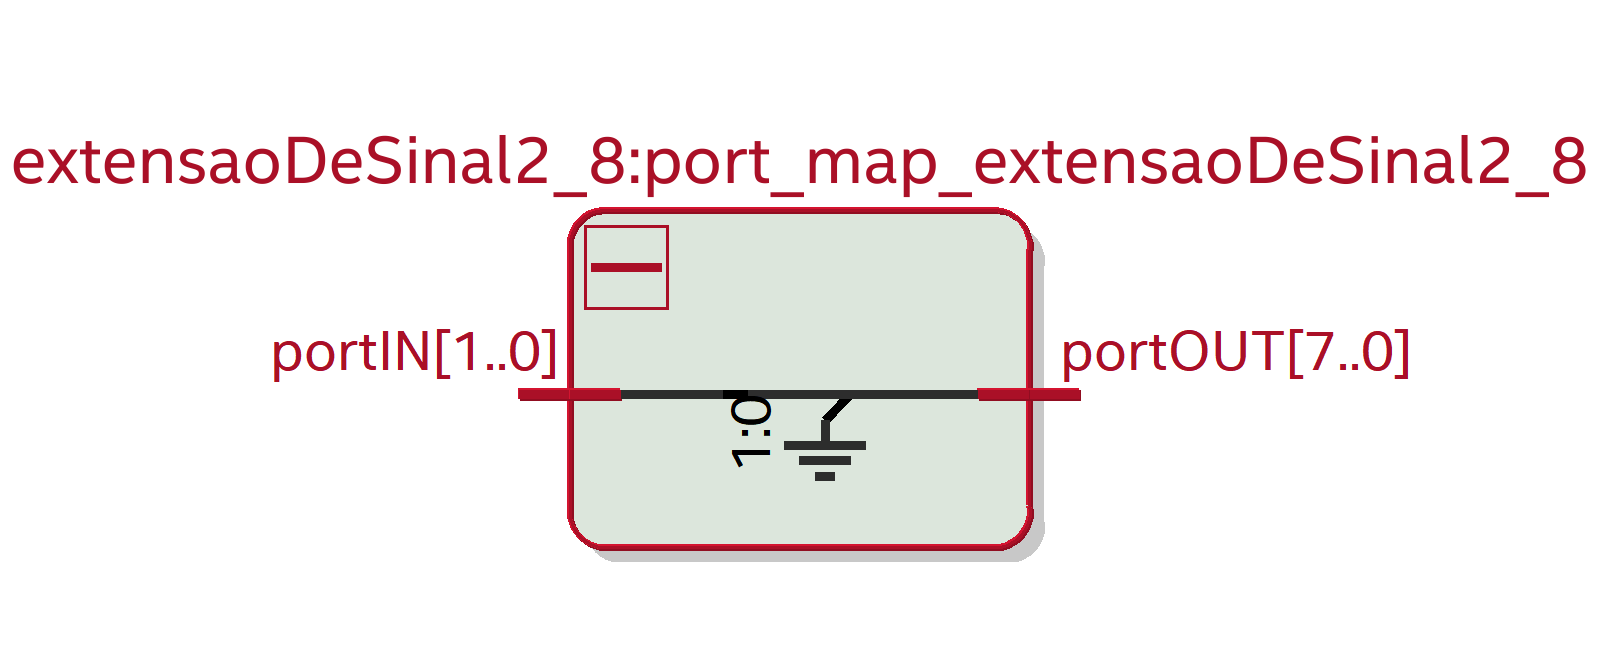 extensaoDeSinal2_8:port_map_extensaoDeSinal2_8
portIN[1..0]
portOUT[7..0]
1:0